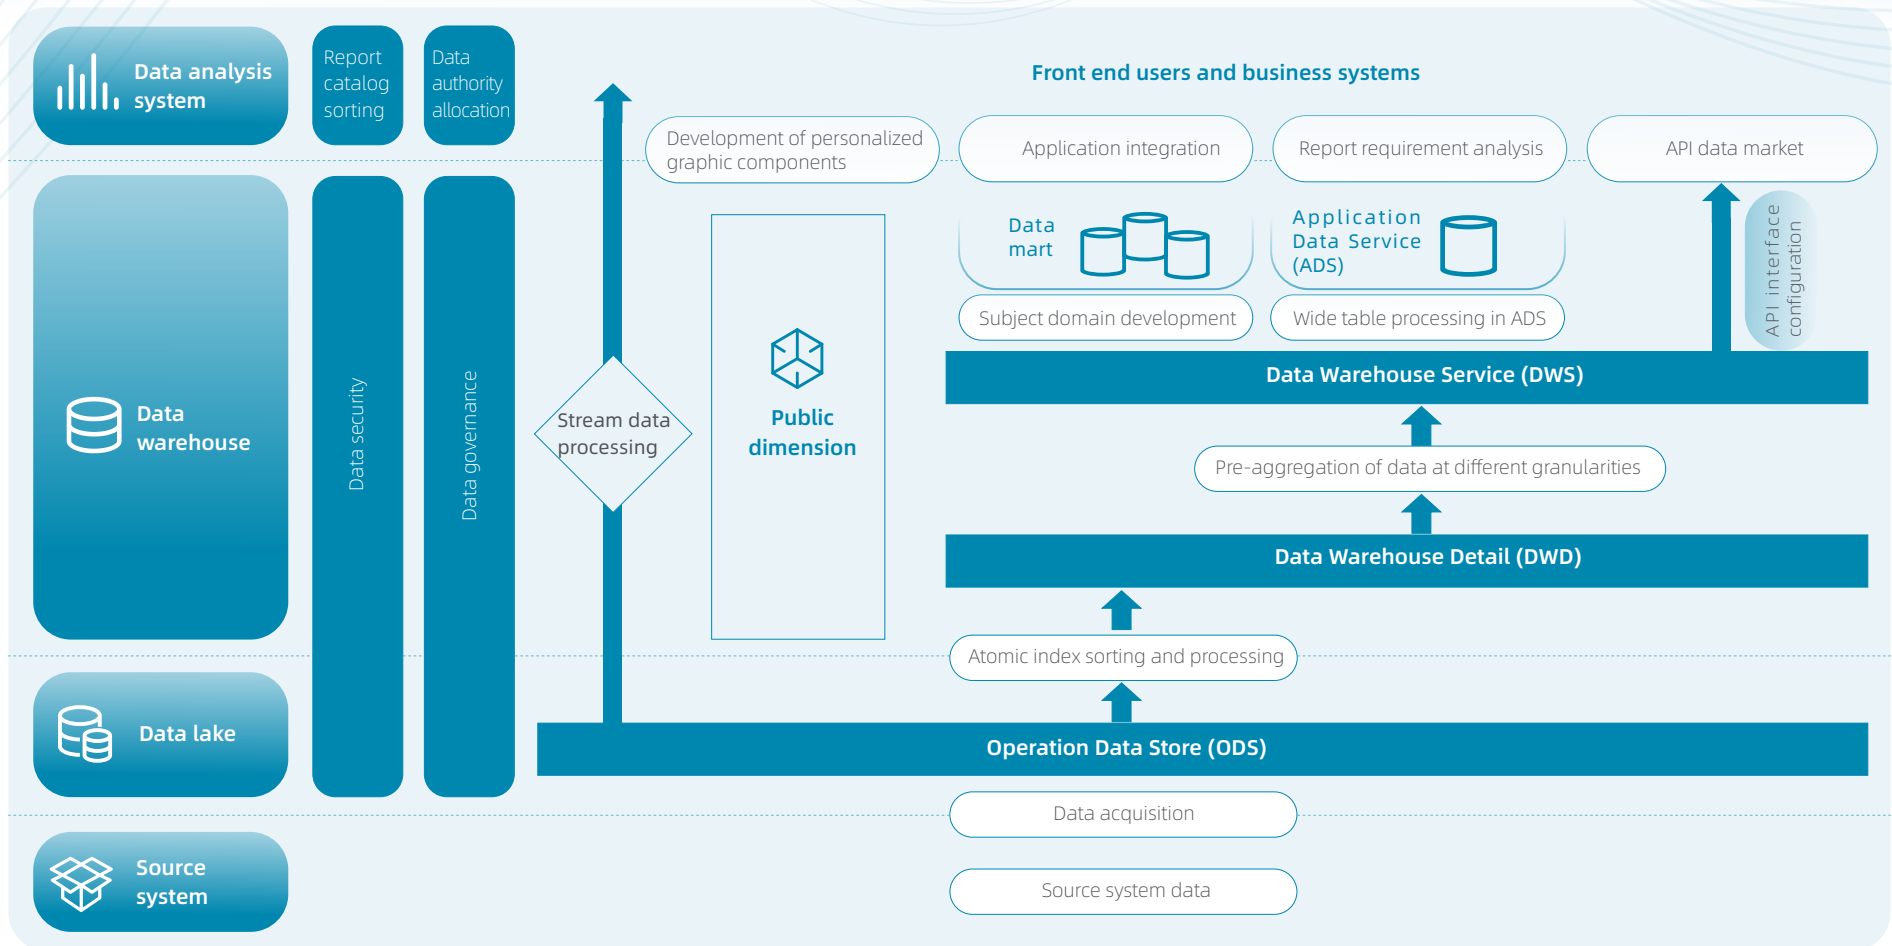 Data analysis
system
Report
catalog
sorting
Data
authority
allocation
Front end users and business systems
Development of personalized
graphic components
Application integration
Report requirement analysis
API data market
Data
warehouse
Data security
Data governance
Stream data
processing
Public
dimension
Data
mart
Application
Data Service
(ADS)
API interface
configuration
Subject domain development
Wide table processing in ADS
Data Warehouse Service (DWS)
Pre-aggregation of data at different granularities
Data Warehouse Detail (DWD)
Atomic index sorting and processing
Data lake
Operation Data Store (ODS)
Data acquisition
Source
system
Source system data